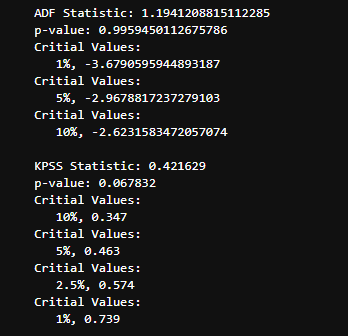 ADF Statistic: 1.1941208815112285
p-value: 0.9959450112675786
Critial Values:
1%, -3.6790595944893187
Critial Values:
5%, -2.9678817237279103
Critial Values:
10%, -2.6231583472057074
KPSS Statistic: 0.421629
p-value: 0.067832
Critial Values:
10%, 0.347
Critial Values:
5%, 0.463
Critial Values:
2.5%, 0.574
Critial Values:
1%, 0.739